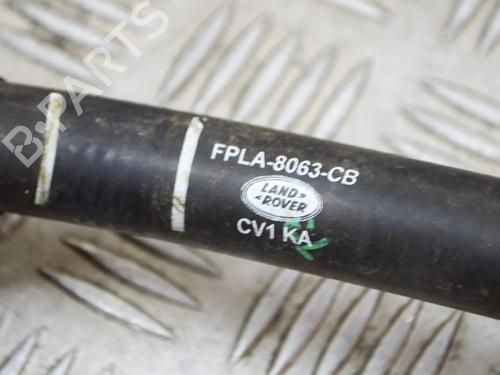 FPLA-8063-CB
LAND
ROVER
CV1 KA
B-PARTS